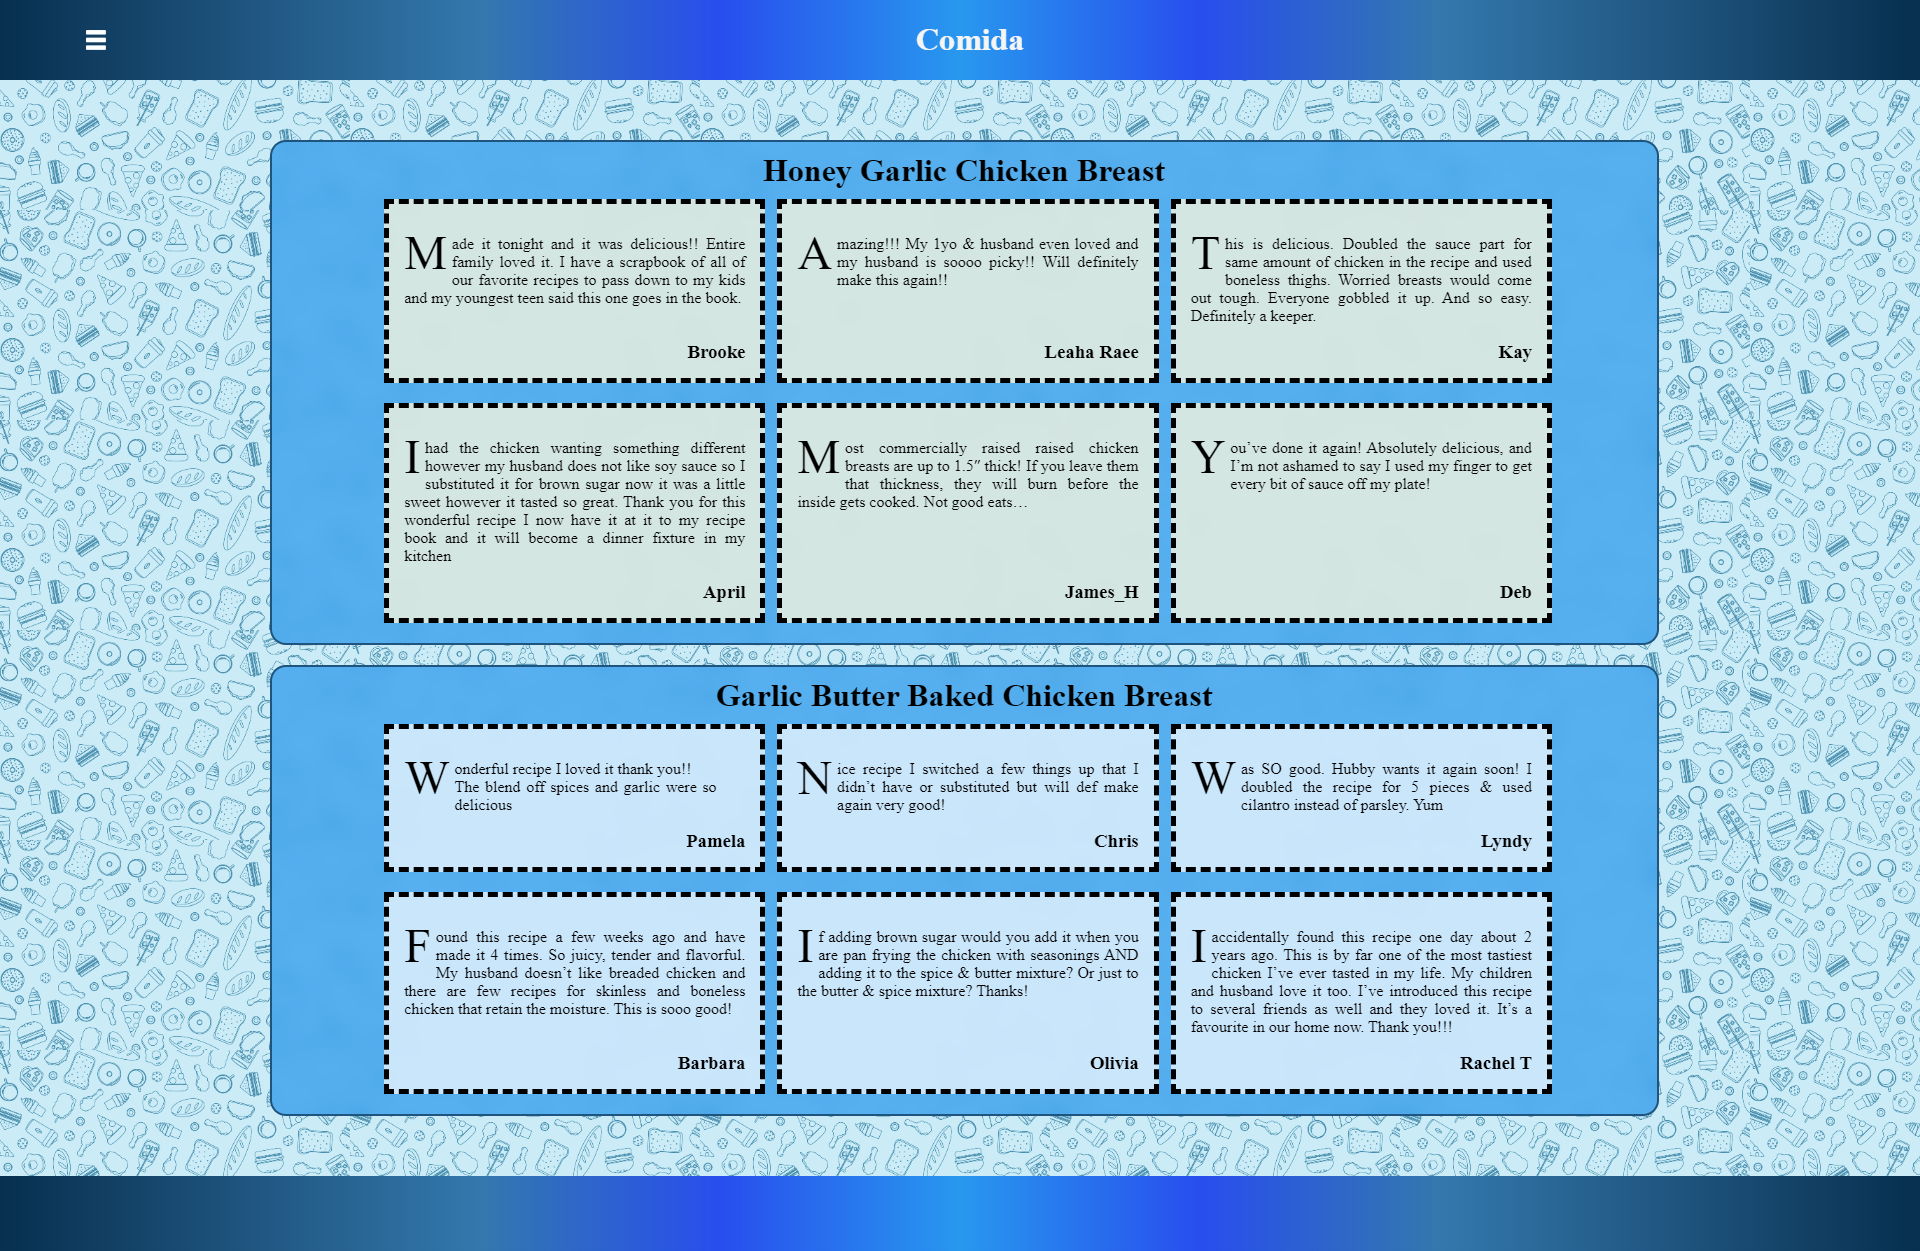 Comida
Honey Garlic Chicken Breast
Made it tonight and it was delicious!! Entire
family loved it. I have a scrapbook of all of
our favorite recipes to pass down to my kids
and my youngest teen said this one goes in the book.
Brooke
Amazing!!! My 1yo & husband even loved and
my husband is soooo picky!! Will definitely
make this again!!
Leaha Raee
This is delicious. Doubled the sauce part for
same amount of chicken in the recipe and used
boneless thighs. Worried breasts would come
out tough. Everyone gobbled it up. And so easy.
Definitely a keeper.
Kay
I had the chicken wanting something different
however my husband does not like soy sauce so I
substituted it for brown sugar now it was a little
sweet however it tasted so great. Thank you for this
wonderful recipe I now have it at it to my recipe
book and it will become a dinner fixture in my
kitchen
April
Most commercially raised raised chicken
breasts are up to 1.5″ thick! If you leave them
that thickness, they will burn before the
inside gets cooked. Not good eats…
James_H
You’ve done it again! Absolutely delicious, and
I’m not ashamed to say I used my finger to get
every bit of sauce off my plate!
Deb
Garlic Butter Baked Chicken Breast
Wonderful recipe I loved it thank you!!
The blend off spices and garlic were so
delicious
Pamela
Nice recipe I switched a few things up that I
didn’t have or substituted but will def make
again very good!
Chris
Was SO good. Hubby wants it again soon! I
doubled the recipe for 5 pieces & used
cilantro instead of parsley. Yum
Lyndy
Found this recipe a few weeks ago and have
made it 4 times. So juicy, tender and flavorful.
My husband doesn’t like breaded chicken and
there are few recipes for skinless and boneless
chicken that retain the moisture. This is sooo good!
Barbara
If adding brown sugar would you add it when you
are pan frying the chicken with seasonings AND
adding it to the spice & butter mixture? Or just to
the butter & spice mixture? Thanks!
Olivia
I accidentally found this recipe one day about 2
years ago. This is by far one of the most tastiest
chicken I’ve ever tasted in my life. My children
and husband love it too. I’ve introduced this recipe
to several friends as well and they loved it. It’s a
favourite in our home now. Thank you!!!
Rachel T